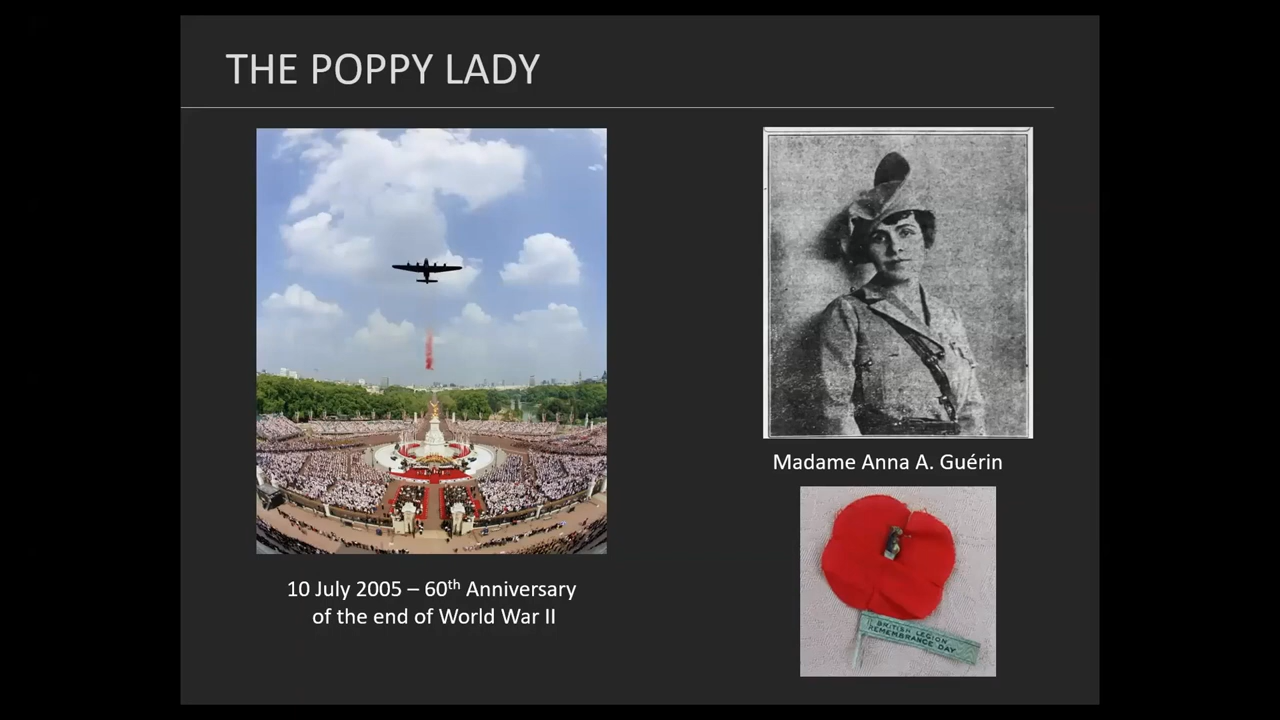 THE POPPY LADY
10 July 2005 – 60th Anniversary
of the end of World War II
Madame Anna A. Guérin
BRITISH LEGION
REMEMBRANCE DAY